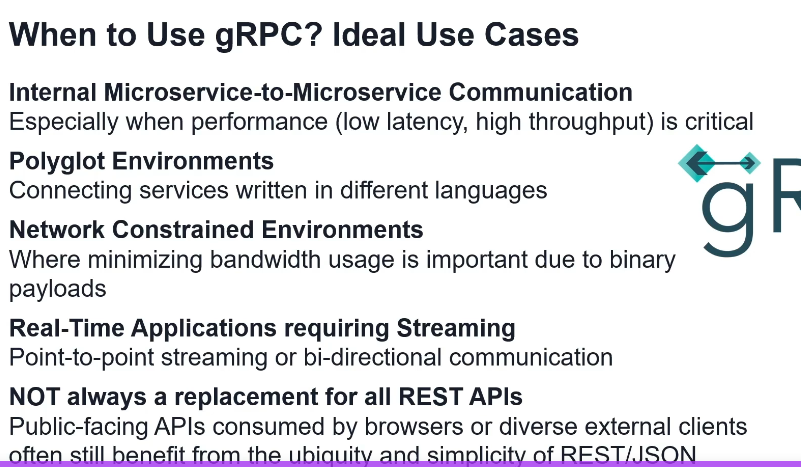 When to Use gRPC? Ideal Use Cases
Internal Microservice-to-Microservice Communication
Especially when performance (low latency, high throughput) is critical
Polyglot Environments
Connecting services written in different languages
gR
Network Constrained Environments
Where minimizing bandwidth usage is important due to binary
payloads
Real-Time Applications requiring Streaming
Point-to-point streaming or bi-directional communication
NOT always a replacement for all REST APIs
Public-facing APIs consumed by browsers or diverse external clients
often still benefit from the ubiquity and simplicity of REST/JSON